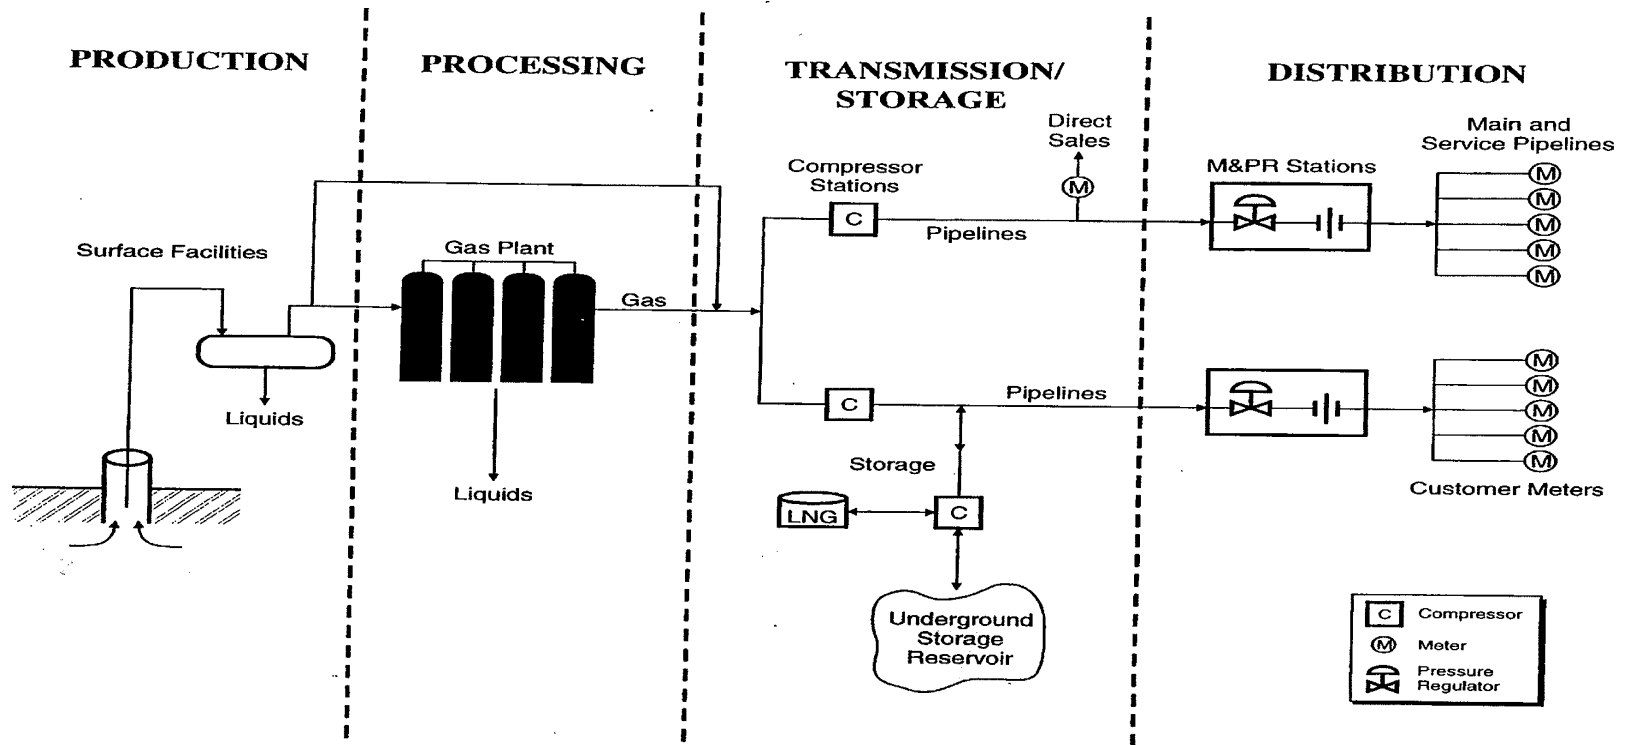 PRODUCTION
PROCESSING
TRANSMISSION/
STORAGE
DISTRIBUTION
Direct
Sales
M
Compressor
Stations
C
Pipelines
M&PR Stations
Main and
Service Pipelines
M
M
M
M
M
Surface Facilities
Gas Plant
Gas
Liquids
Liquids
C
Pipelines
Storage
LNG
C
Underground
Storage
Reservoir
M
M
M
M
M
Customer Meters
C Compressor
M Meter
Pressure
Regulator